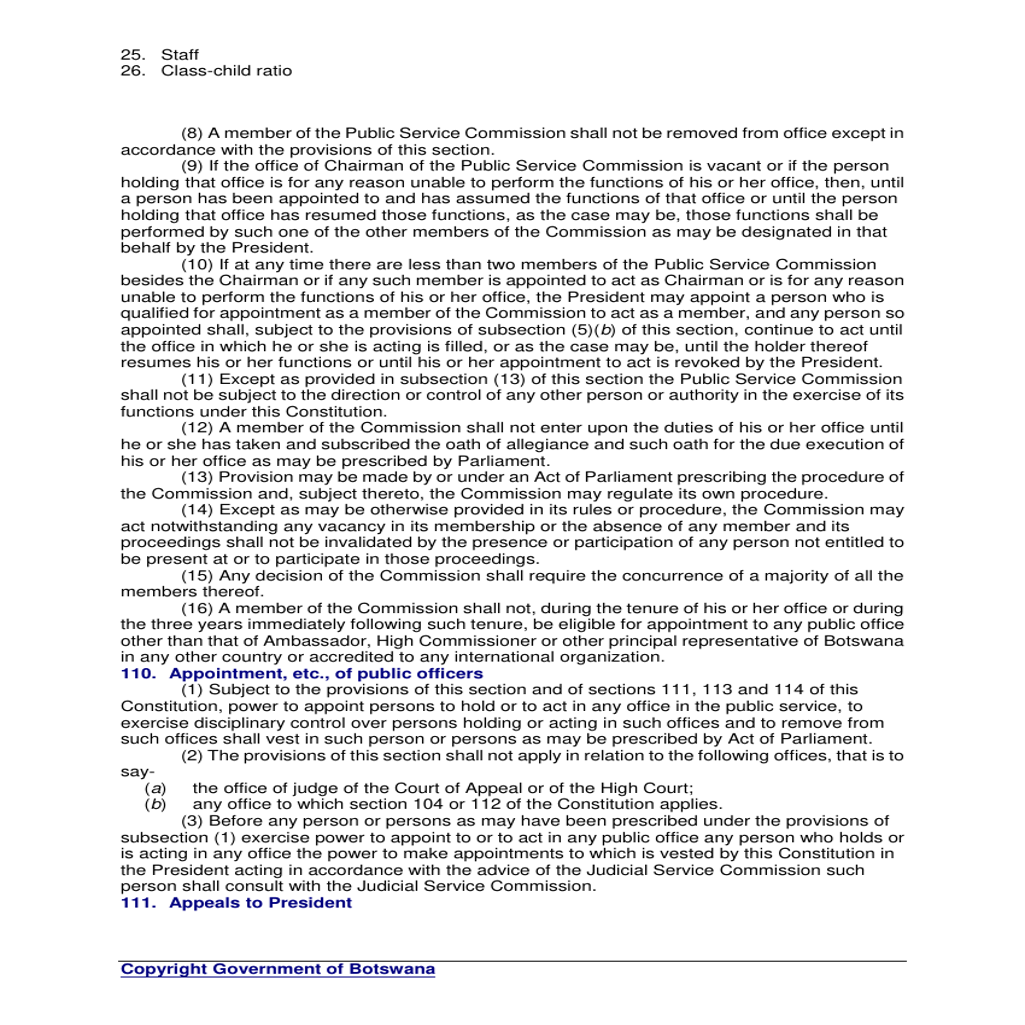 25. Staff
26. Class-child ratio
(8) A member of the Public Service Commission shall not be removed from office except in
accordance with the provisions of this section.
(9) If the office of Chairman of the Public Service Commission is vacant or if the person
holding that office is for any reason unable to perform the functions of his or her office, then, until
a person has been appointed to and has assumed the functions of that office or until the person
holding that office has resumed those functions, as the case may be, those functions shall be
performed by such one of the other members of the Commission as may be designated in that
behalf by the President.
(10) If at any time there are less than two members of the Public Service Commission
besides the Chairman or if any such member is appointed to act as Chairman or is for any reason
unable to perform the functions of his or her office, the President may appoint a person who is
qualified for appointment as a member of the Commission to act as a member, and any person so
appointed shall, subject to the provisions of subsection (5)(b) of this section, continue to act until
the office in which he or she is acting is filled, or as the case may be, until the holder thereof
resumes his or her functions or until his or her appointment to act is revoked by the President.
(11) Except as provided in subsection (13) of this section the Public Service Commission
shall not be subject to the direction or control of any other person or authority in the exercise of its
functions under this Constitution.
(12) A member of the Commission shall not enter upon the duties of his or her office until
he or she has taken and subscribed the oath of allegiance and such oath for the due execution of
his or her office as may be prescribed by Parliament.
(13) Provision may be made by or under an Act of Parliament prescribing the procedure of
the Commission and, subject thereto, the Commission may regulate its own procedure.
(14) Except as may be otherwise provided in its rules or procedure, the Commission may
act notwithstanding any vacancy in its membership or the absence of any member and its
proceedings shall not be invalidated by the presence or participation of any person not entitled to
be present at or to participate in those proceedings.
(15) Any decision of the Commission shall require the concurrence of a majority of all the
members thereof.
(16) A member of the Commission shall not, during the tenure of his or her office or during
the three years immediately following such tenure, be eligible for appointment to any public office
other than that of Ambassador, High Commissioner or other principal representative of Botswana
in any other country or accredited to any international organization.
110. Appointment, etc., of public officers
(1) Subject to the provisions of this section and of sections 111, 113 and 114 of this
Constitution, power to appoint persons to hold or to act in any office in the public service, to
exercise disciplinary control over persons holding or acting in such offices and to remove from
such offices shall vest in such person or persons as may be prescribed by Act of Parliament.
(2) The provisions of this section shall not apply in relation to the following offices, that is to
say-
(a) the office of judge of the Court of Appeal or of the High Court;
(b) any office to which section 104 or 112 of the Constitution applies.
(3) Before any person or persons as may have been prescribed under the provisions of
subsection (1) exercise power to appoint to or to act in any public office any person who holds or
is acting in any office the power to make appointments to which is vested by this Constitution in
the President acting in accordance with the advice of the Judicial Service Commission such
person shall consult with the Judicial Service Commission.
111. Appeals to President
Copyright Government of Botswana